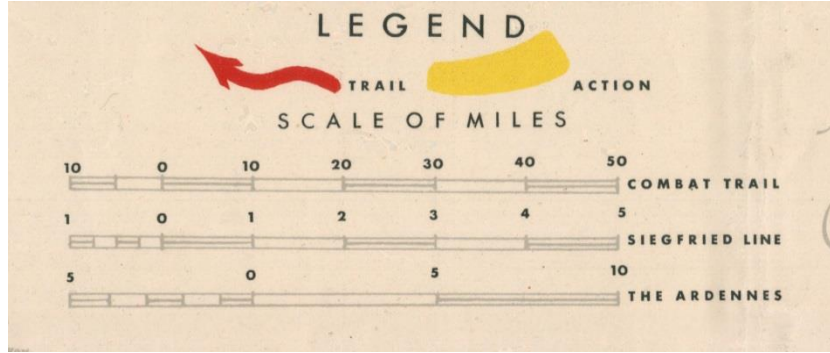 LEGEND
TRAIL ACTION
SCALE OF MILES
10 0 10 20 30 40 50
COMBAT TRAIL
1 0 1 2 3 4 5
SIEGFRIED LINE
5 0 5 10
THE ARDENNES